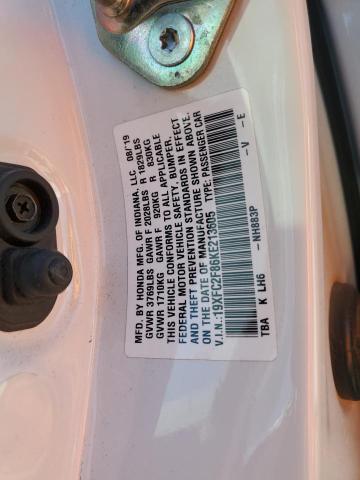 MFD. BY HONDA MFG. OF INDIANA, LLC 08/19
GVWR 3769LBS GAWR F 2028LBS R 1829LBS
GVWR 1710KG GAWR F 920KG R 830KG
THIS VEHICLE CONFORMS TO ALL APPLICABLE
FEDERAL MOTOR VEHICLE SAFETY, BUMPER,
AND THEFT PREVENTION STANDARDS IN EFFECT
ON THE DATE OF MANUFACTURE SHOWN ABOVE.
V.I.N.:19XFC2F86KE213605 TYPE: PASSENGER CAR
-NH883P -V -E
TBA K LH6